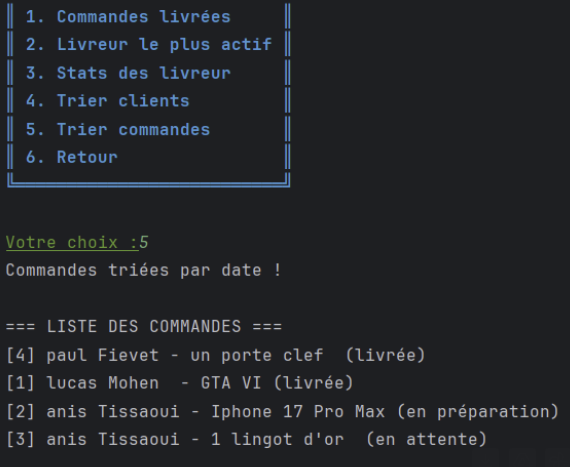 1. Commandes livrées
2. Livreur le plus actif
3. Stats des livreur
4. Trier clients
5. Trier commandes
6. Retour
Votre choix :5
Commandes triées par date !
=== LISTE DES COMMANDES ===
[4] paul Fievet - un porte clef  (livrée)
[1] lucas Mohen  - GTA VI (livrée)
[2] anis Tissaoui - Iphone 17 Pro Max (en préparation)
[3] anis Tissaoui - 1 lingot d'or  (en attente)